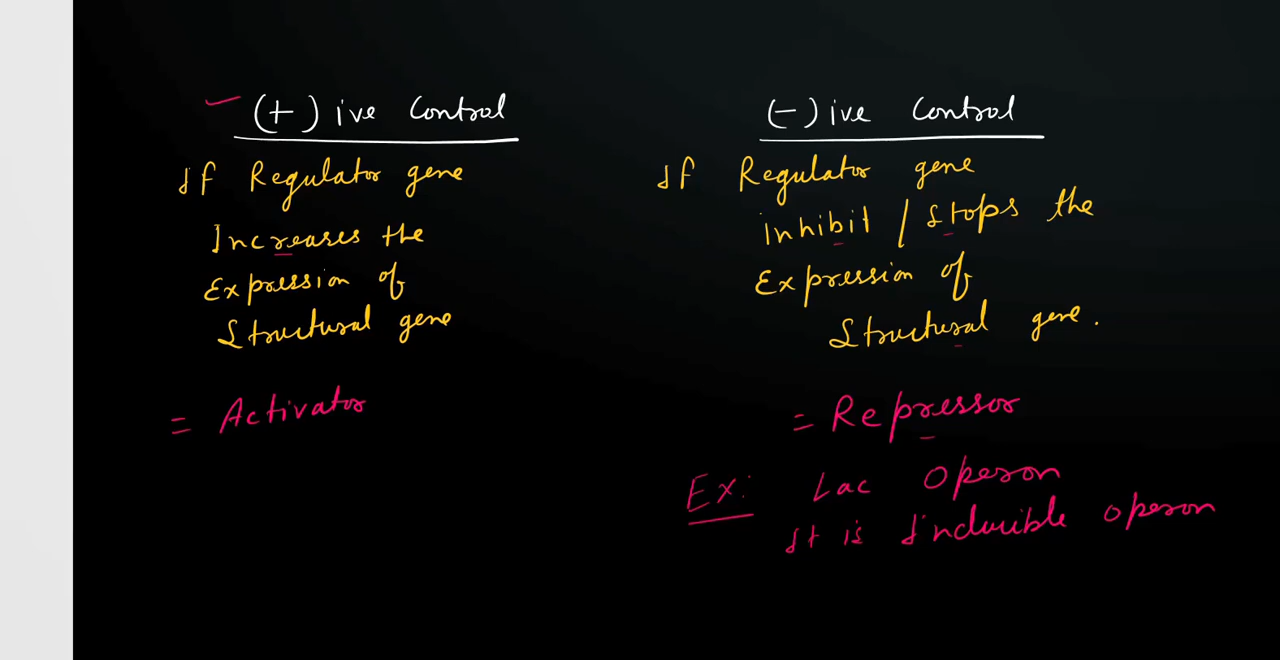 (+)ive Control
If Regulator gene
Increases the
Expression of
Structural gene
= Activator
(-)ive Control
If Regulator gene
inhibit / Stops the
Expression of
Structural gene.
= Repressor
Ex: Lac Operon
It is Inducible operon